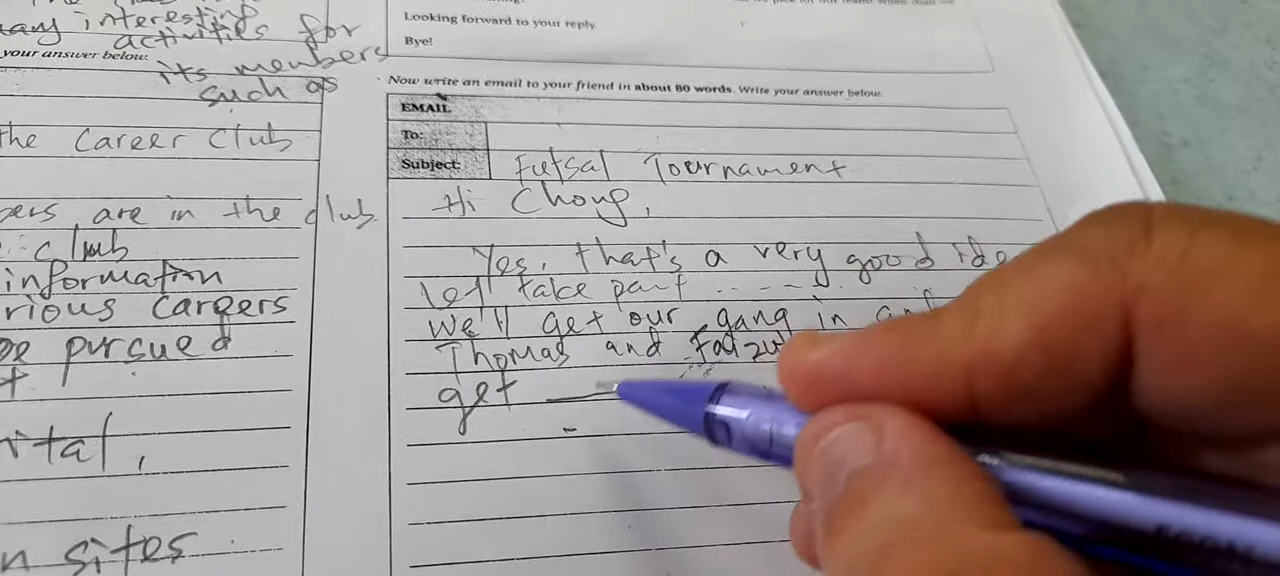 many interesting
activities for
its members
such as
your answer below:
the Career Club
bers are in the club.
club
information
rious careers
be pursued
rtal,
n sites
Looking forward to your reply
Bye!
Now write an email to your friend in about 80 words. Write your answer below.
EMAIL
To:
Subject: Futsal Tournament
Hi Chong,
Yes, that's a very good ide
let take part -----.
We'll get our gang in
Thomas and
get